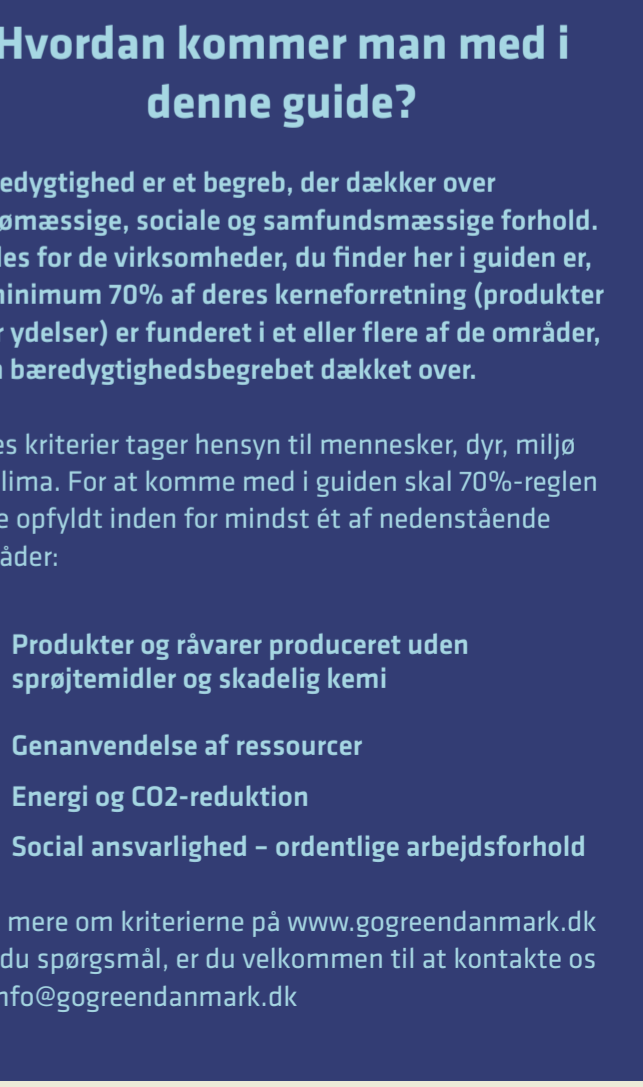 Hvordan kommer man med i
denne guide?
edygtighed er et begreb, der dækker over
ømæssige, sociale og samfundsmæssige forhold.
les for de virksomheder, du finder her i guiden er,
minimum 70% af deres kerneforretning (produkter
r ydelser) er funderet i et eller flere af de områder,
bæredygtighedsbegrebet dækket over.
es kriterier tager hensyn til mennesker, dyr, miljø
lima. For at komme med i guiden skal 70%-reglen
e opfyldt inden for mindst ét af nedenstående
åder:
Produkter og råvarer produceret uden
sprøjtemidler og skadelig kemi
Genanvendelse af ressourcer
Energi og CO2-reduktion
Social ansvarlighed – ordentlige arbejdsforhold
mere om kriterierne på www.gogreendanmark.dk
du spørgsmål, er du velkommen til at kontakte os
nfo@gogreendanmark.dk